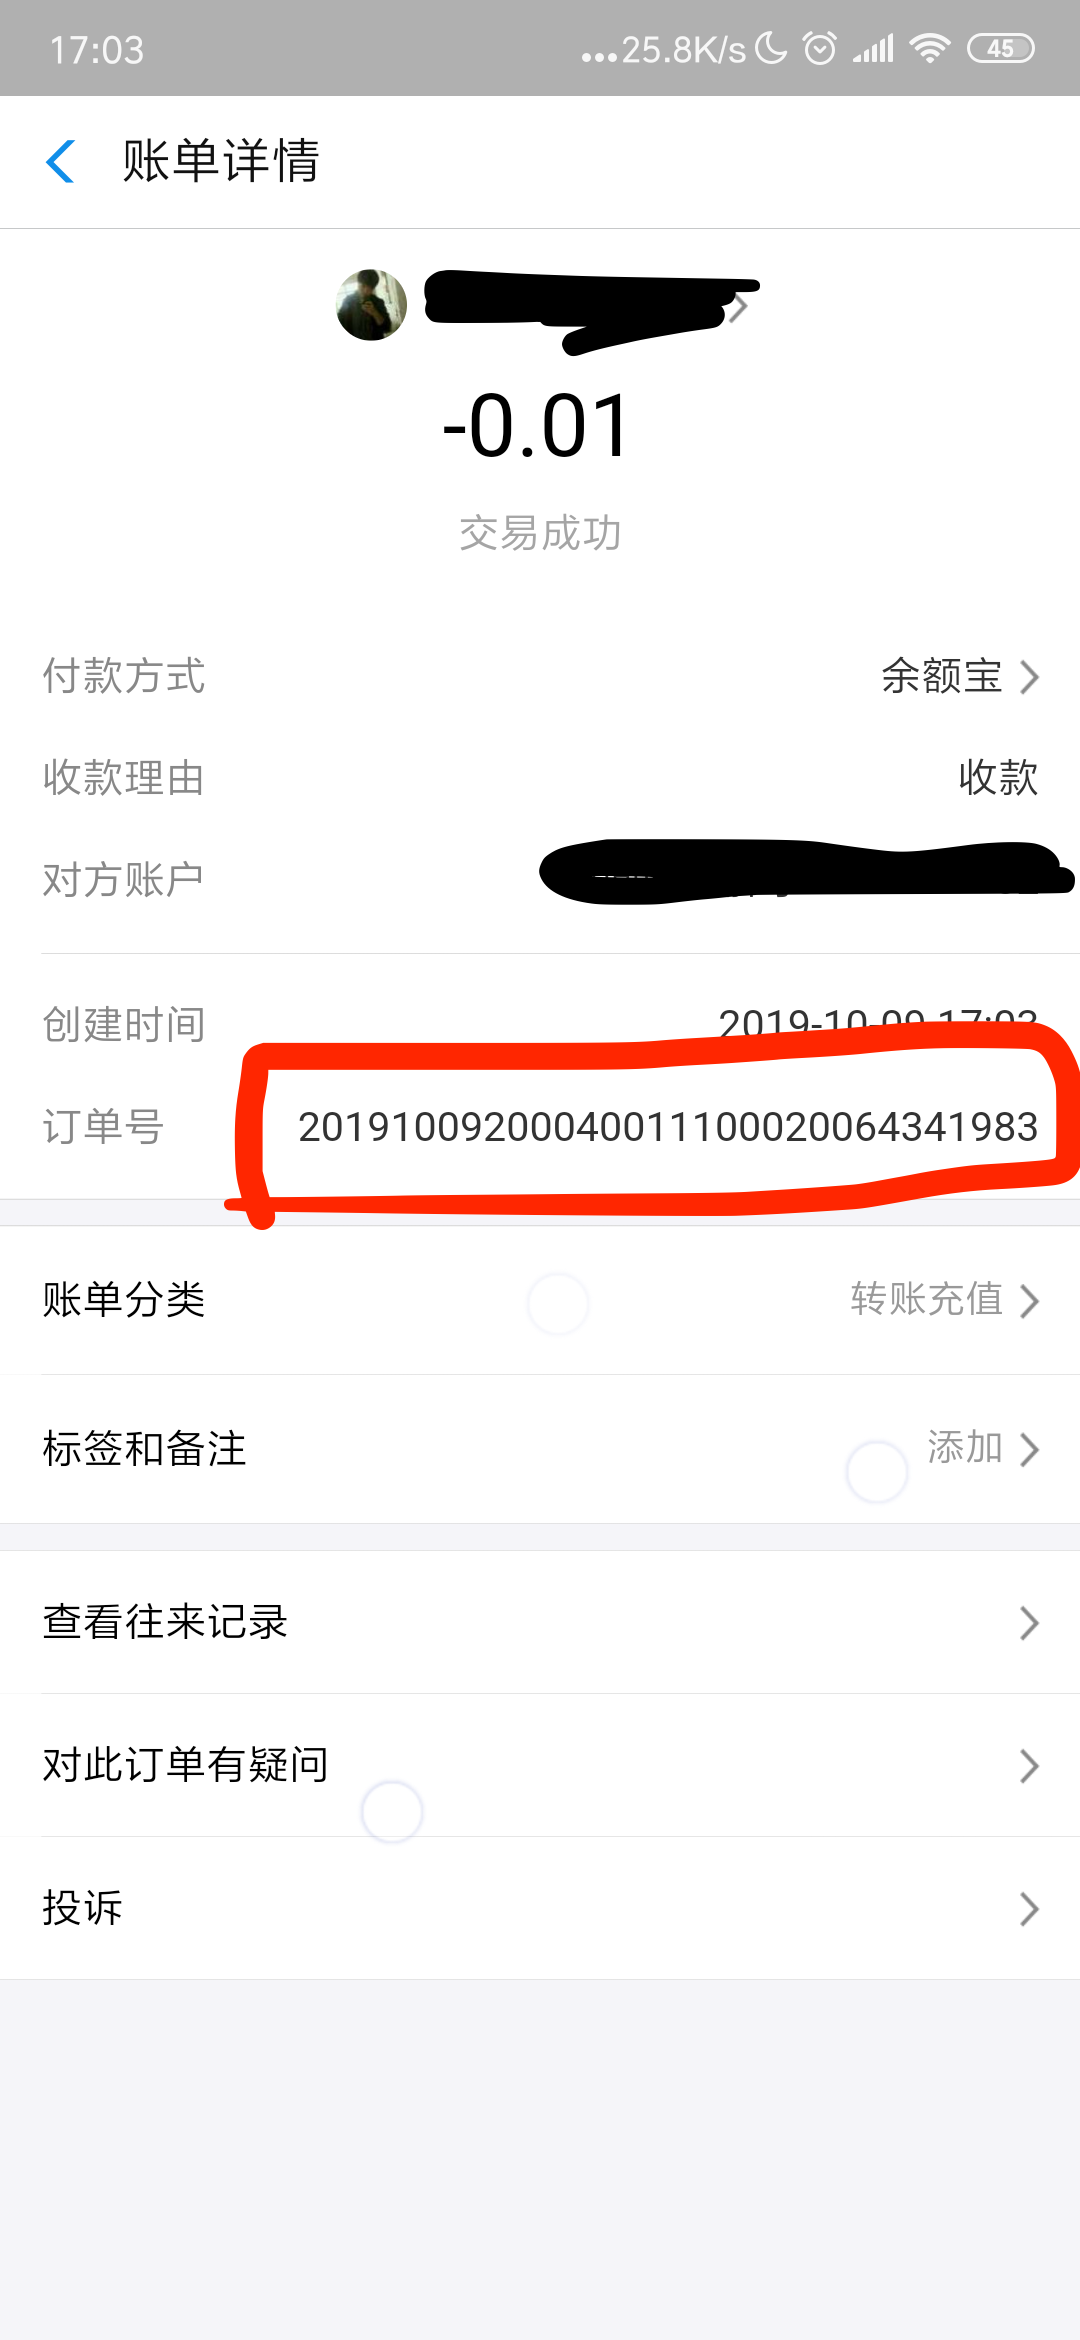 17:03
...25.8K/s 45
账单详情
-0.01
交易成功
付款方式 余额宝
收款理由 收款
对方账户
创建时间 2019-10-09 17:03
订单号 20191009200040011100020064341983
账单分类 转账充值
标签和备注 添加
查看往来记录
对此订单有疑问
投诉